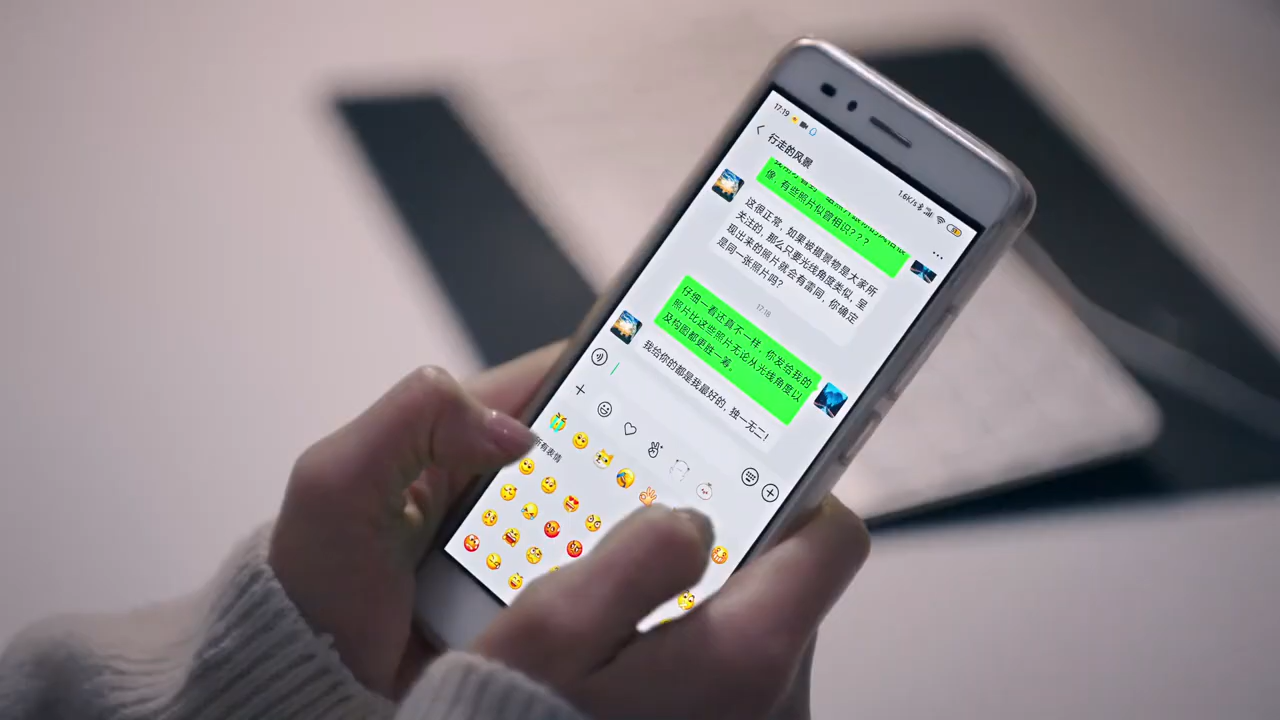 17:19
1.6K/s
行走的风景
像，有些照片似曾相识？？？
这很正常，如果被摄景物是大家所
关注的，那么只要光线角度类似，呈
现出来的照片就会有雷同，你确定
是同一张照片吗？
17:18
仔细一看还真不一样，你发给我的
照片比这些照片无论从光线角度以
及构图都更胜一筹。
我给你的都是我最好的，独一无二！
所有表情